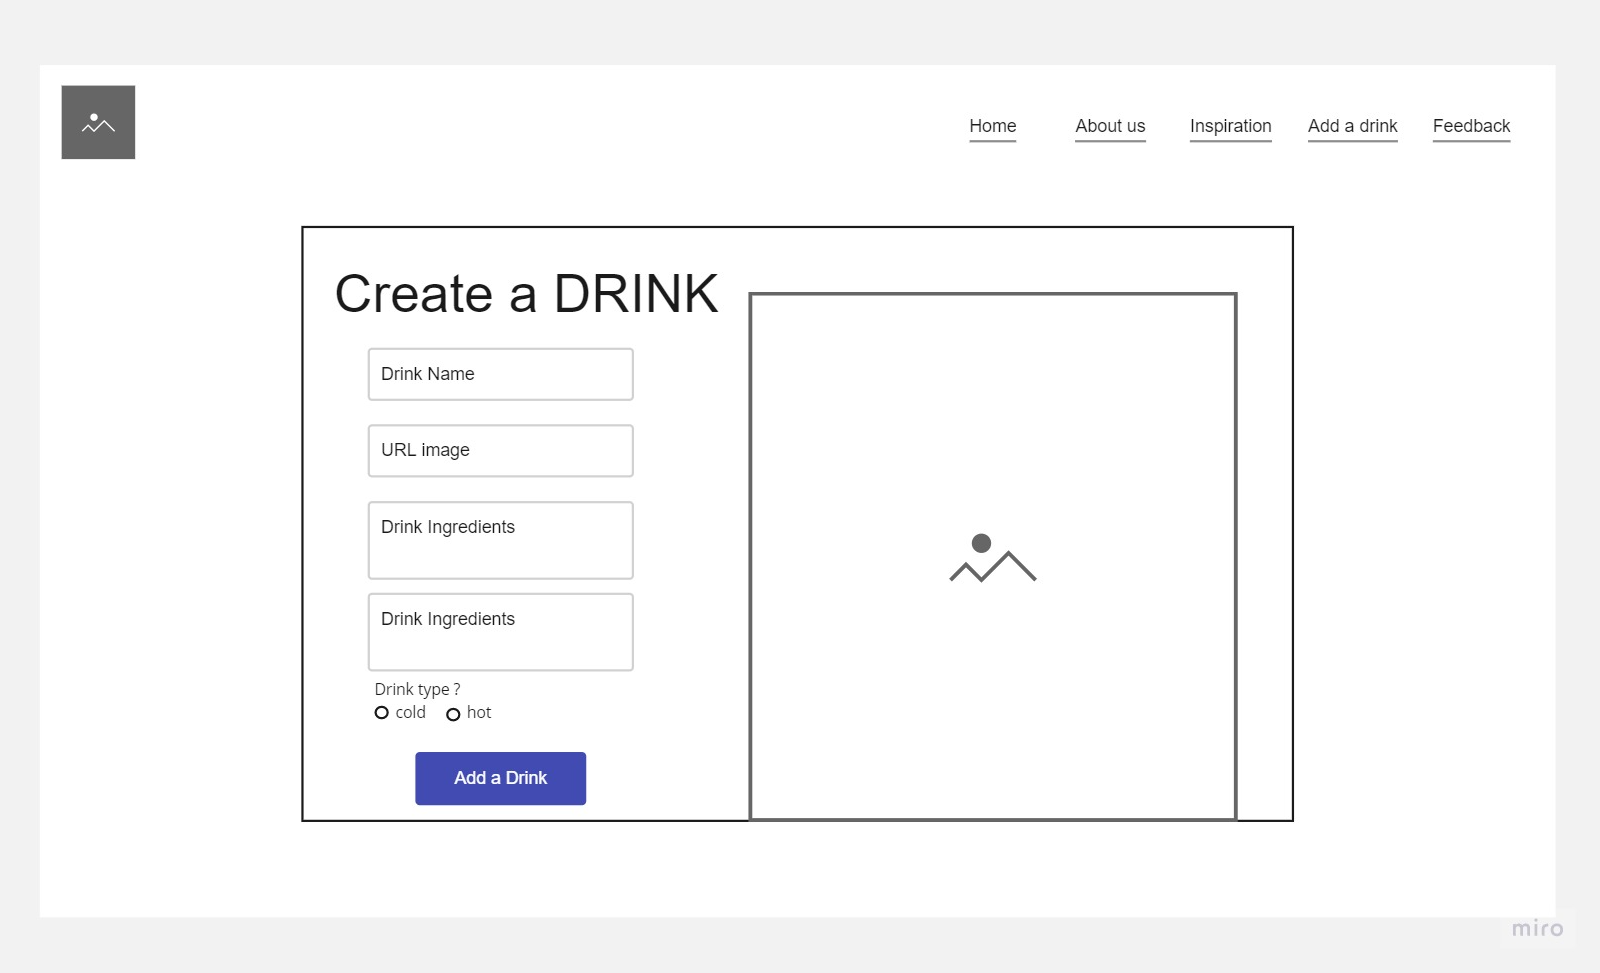 Home About us Inspiration Add a drink Feedback
Create a DRINK
Drink Name
URL image
Drink Ingredients
Drink Ingredients
Drink type ?
cold hot
Add a Drink
miro